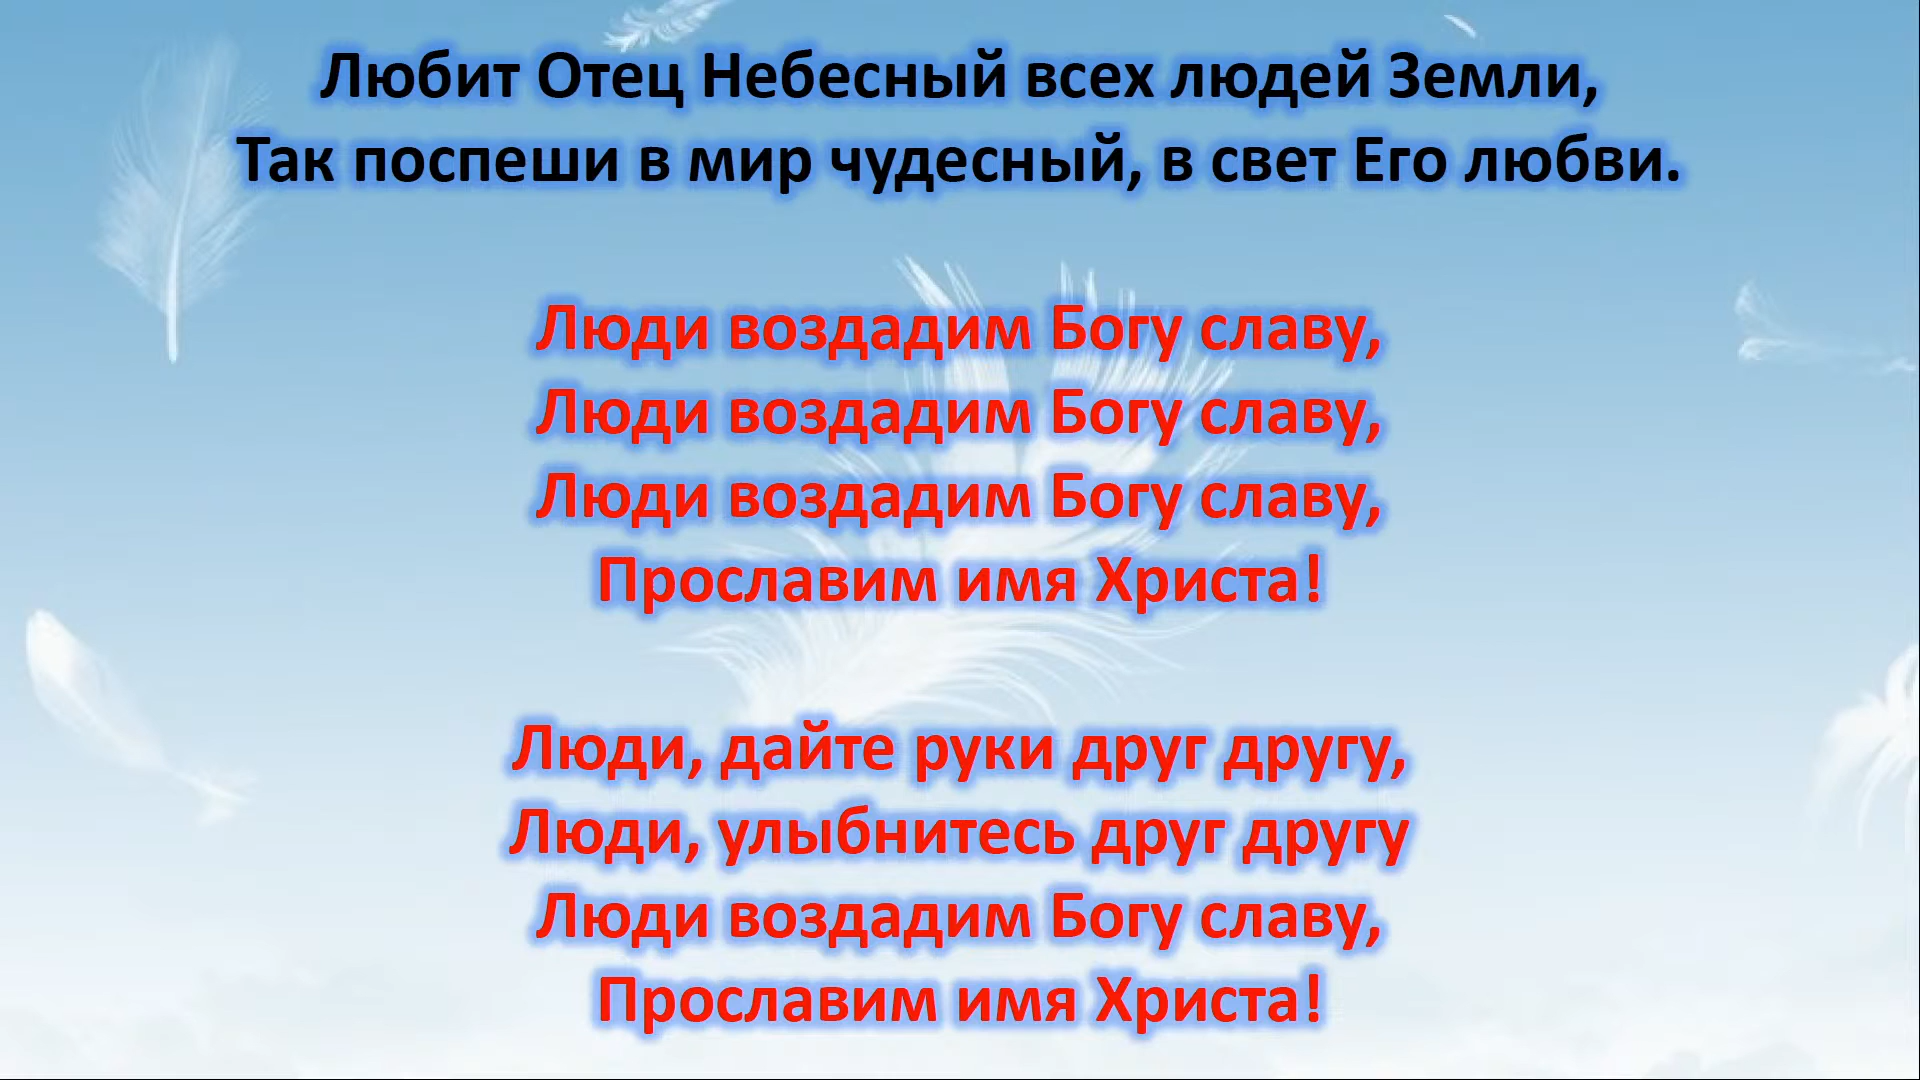 Любит Отец Небесный всех людей Земли,
Так поспеши в мир чудесный, в свет Его любви.
Люди воздадим Богу славу,
Люди воздадим Богу славу,
Люди воздадим Богу славу,
Прославим имя Христа!
Люди, дайте руки друг другу,
Люди, улыбнитесь друг другу
Люди воздадим Богу славу,
Прославим имя Христа!